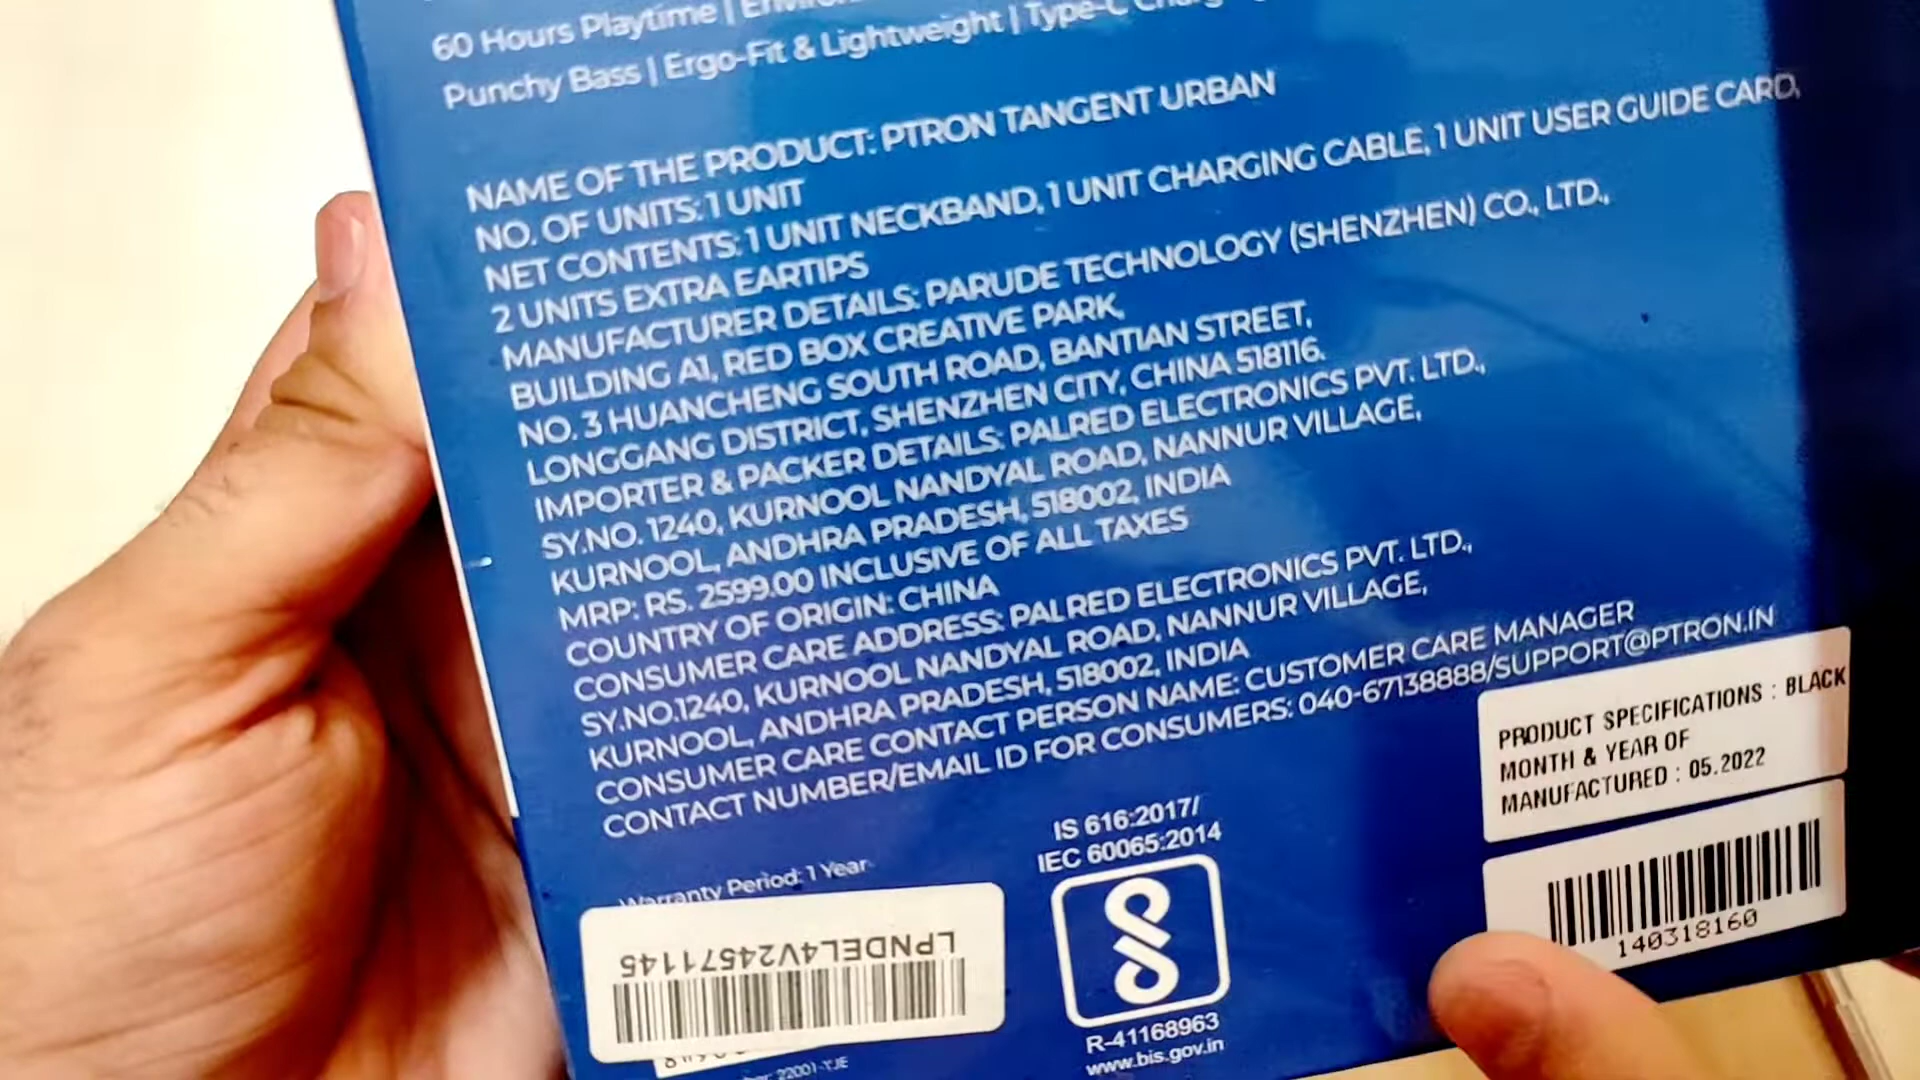 60 Hours Playtime |
Punchy Bass | Ergo-Fit & Lightweight | Type-C
NAME OF THE PRODUCT: PTRON TANGENT URBAN
NO. OF UNITS: 1 UNIT
NET CONTENTS: 1 UNIT NECKBAND, 1 UNIT CHARGING CABLE, 1 UNIT USER GUIDE CARD,
2 UNITS EXTRA EARTIPS
MANUFACTURER DETAILS: PARUDE TECHNOLOGY (SHENZHEN) CO., LTD.,
BUILDING A1, RED BOX CREATIVE PARK,
NO. 3 HUANCHENG SOUTH ROAD, BANTIAN STREET,
LONGGANG DISTRICT, SHENZHEN CITY, CHINA 518116.
IMPORTER & PACKER DETAILS: PALRED ELECTRONICS PVT. LTD.,
SY.NO. 1240, KURNOOL NANDYAL ROAD, NANNUR VILLAGE,
KURNOOL, ANDHRA PRADESH, 518002, INDIA
MRP: RS. 2599.00 INCLUSIVE OF ALL TAXES
COUNTRY OF ORIGIN: CHINA
CONSUMER CARE ADDRESS: PALRED ELECTRONICS PVT. LTD.,
SY.NO.1240, KURNOOL NANDYAL ROAD, NANNUR VILLAGE,
KURNOOL, ANDHRA PRADESH, 518002, INDIA
CONSUMER CARE CONTACT PERSON NAME: CUSTOMER CARE MANAGER
CONTACT NUMBER/EMAIL ID FOR CONSUMERS: 040-67138888/SUPPORT@PTRON.IN
PRODUCT SPECIFICATIONS : BLACK
MONTH & YEAR OF
MANUFACTURED : 05.2022
140318160
IS 616:2017/
IEC 60065:2014
R-41168963
www.bis.gov.in
Warranty Period: 1 Year
LPNDEL4V24571145
22001-TJE